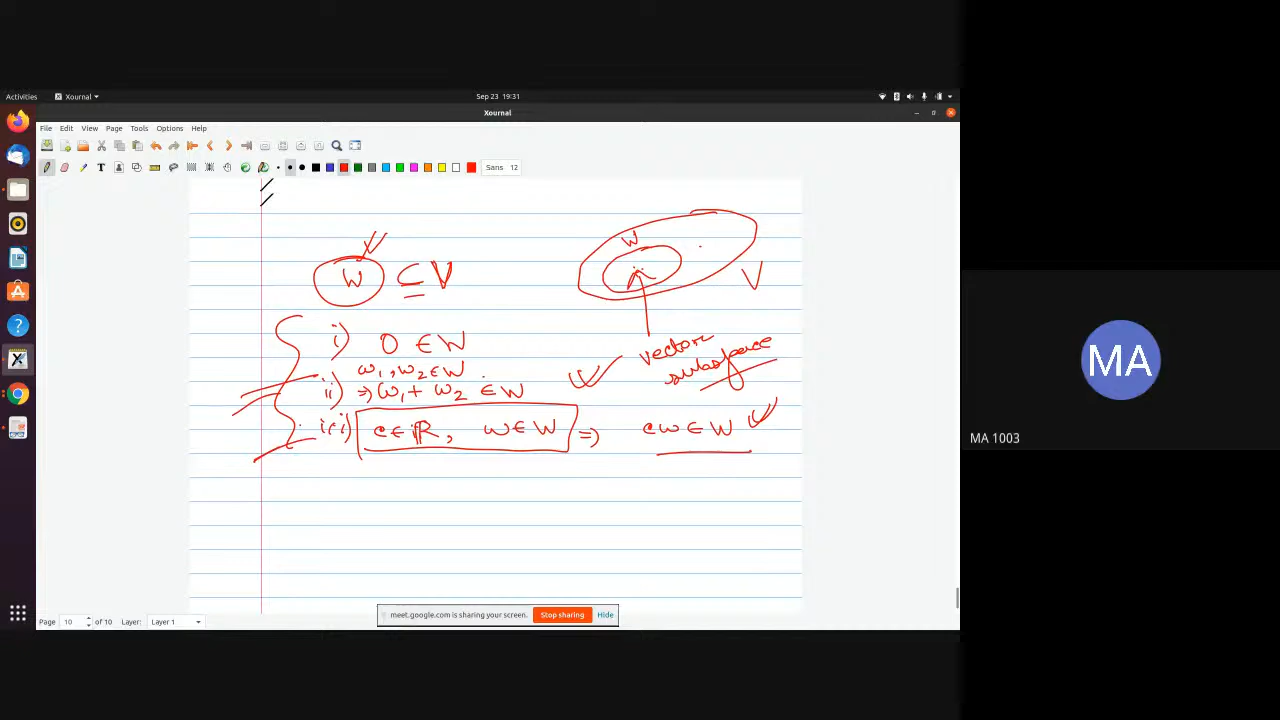 Activities
Xournal
Sep 23 19:31
Xournal
File Edit View Page Tools Options Help
Sans 12
W ⊆ V
W
V
i) 0 ∈ W
w₁, w₂ ∈ W
ii) ⇒ w₁ + w₂ ∈ W
iii) c ∈ ℝ, w ∈ W ⇒ cw ∈ W
vector
subspace
MA
MA 1003
meet.google.com is sharing your screen.
Stop sharing
Hide
Page 10 of 10 Layer: Layer 1